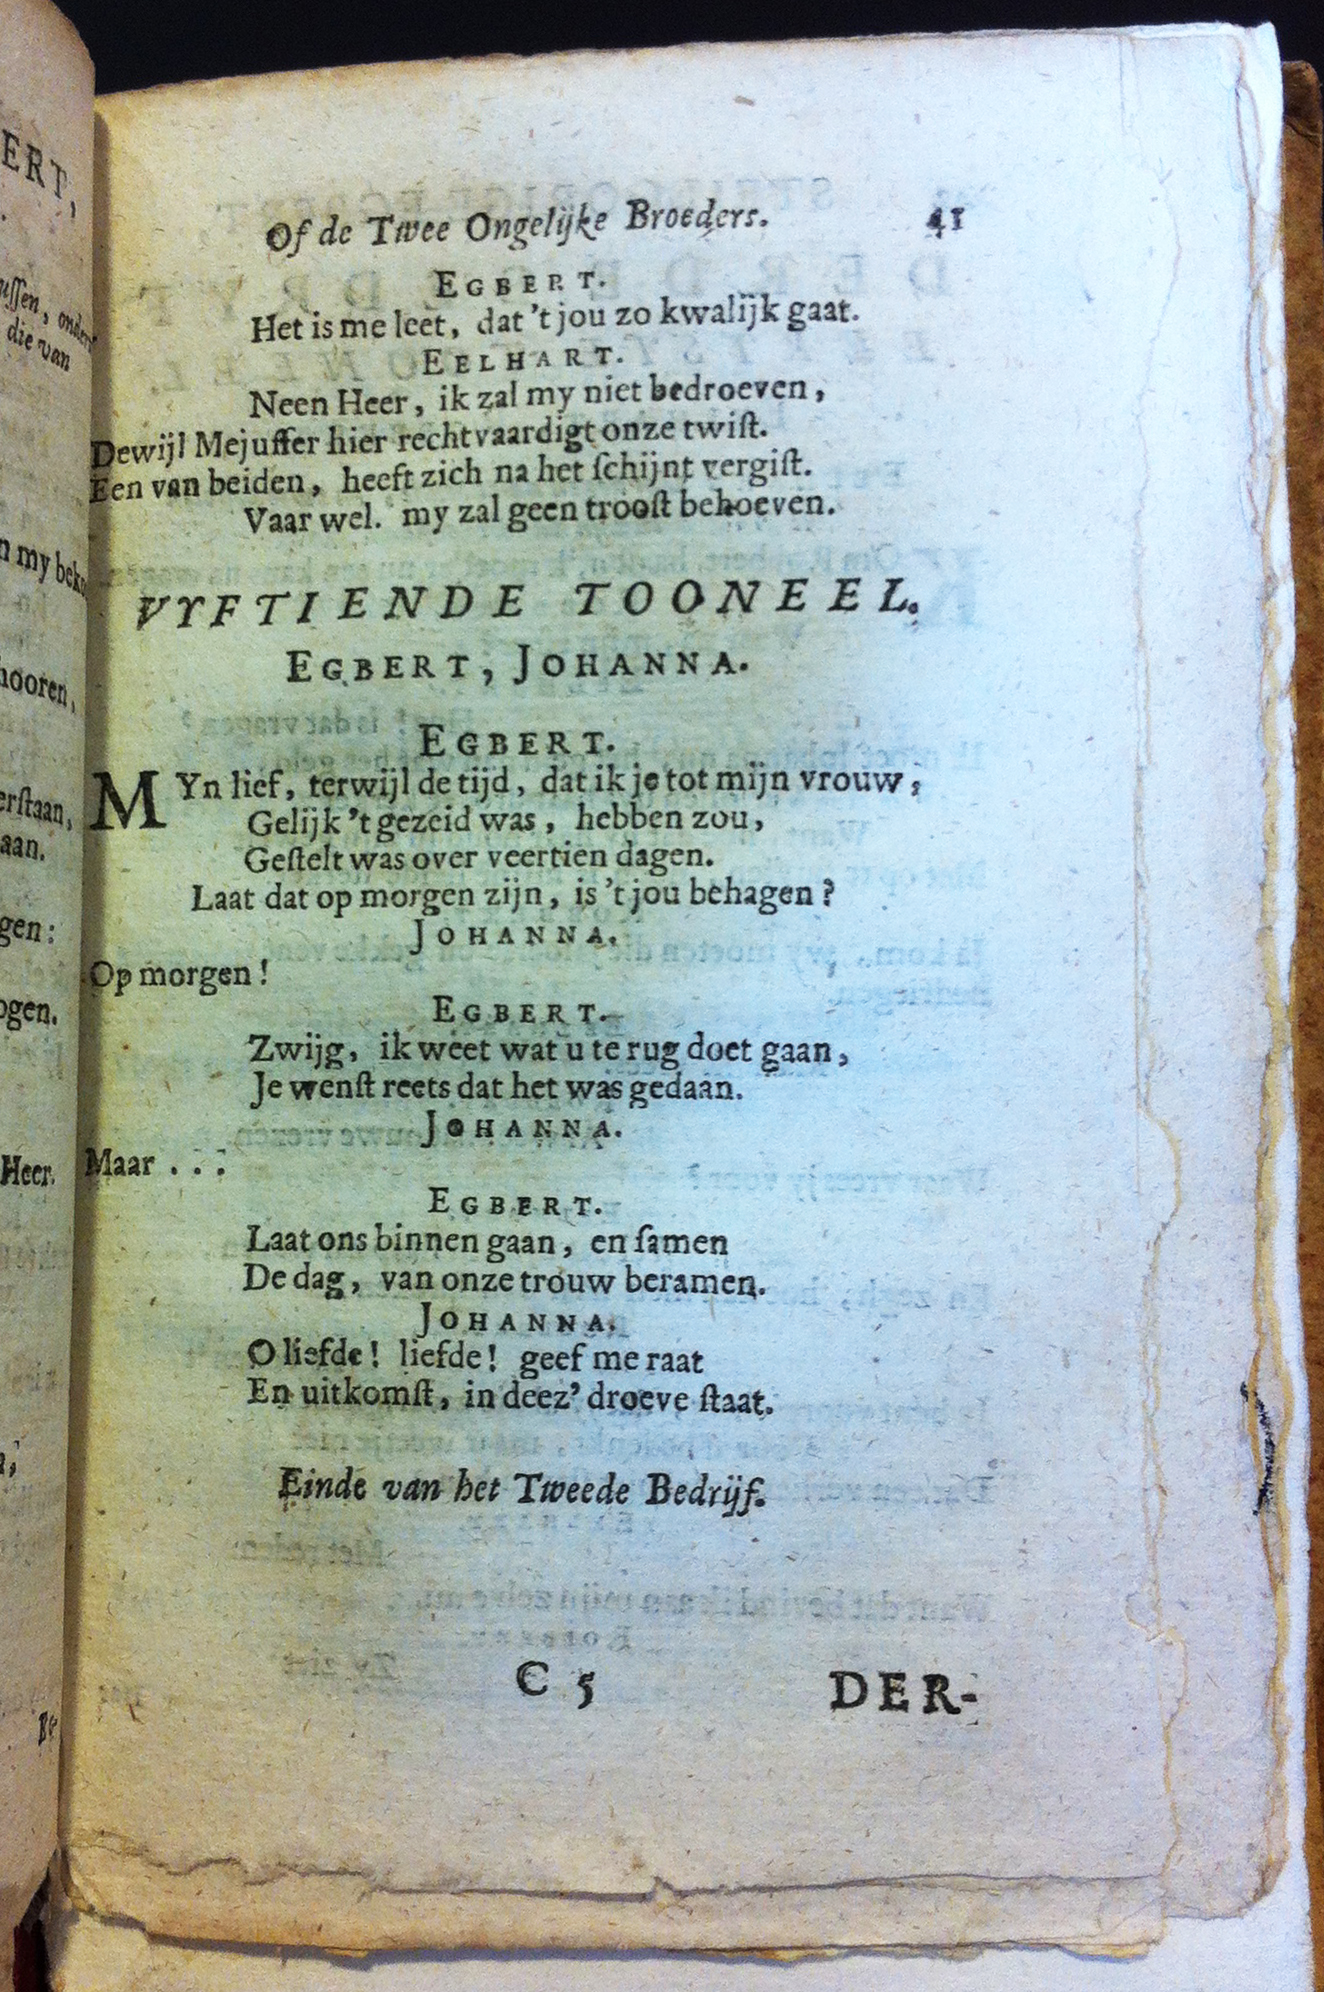 Of de Twee Ongelijke Broeders. 41
EGBERT.
Het is me leet, dat 't jou zo kwalijk gaat.
EELHART.
Neen Heer, ik zal my niet bedroeven,
Dewijl Mejuffer hier rechtvaardigt onze twiſt.
Een van beiden, heeft zich na het ſchijnt vergiſt.
Vaar wel. my zal geen trooſt behoeven.
VYFTIENDE TOONEEL.
EGBERT, JOHANNA.
EGBERT.
MYn lief, terwijl de tijd, dat ik je tot mijn vrouw,
Gelijk 't gezeid was, hebben zou,
Geſtelt was over veertien dagen.
Laat dat op morgen zijn, is 't jou behagen?
JOHANNA.
Op morgen!
EGBERT.
Zwijg, ik weet wat u te rug doet gaan,
Je wenſt reets dat het was gedaan.
JOHANNA.
Maar . . .
EGBERT.
Laat ons binnen gaan, en ſamen
De dag, van onze trouw beramen.
JOHANNA.
O liefde! liefde! geef me raat
En uitkomſt, in deez' droeve ſtaat.
Einde van het Tweede Bedrijf.
C 5 DER-